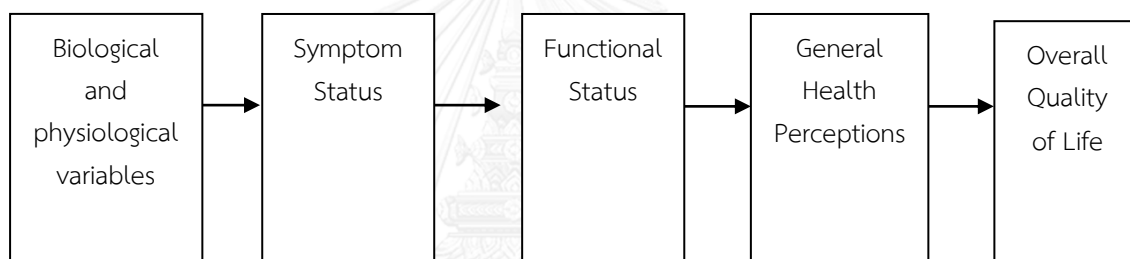 Biological
and
physiological
variables
Symptom
Status
Functional
Status
General
Health
Perceptions
Overall
Quality
of Life